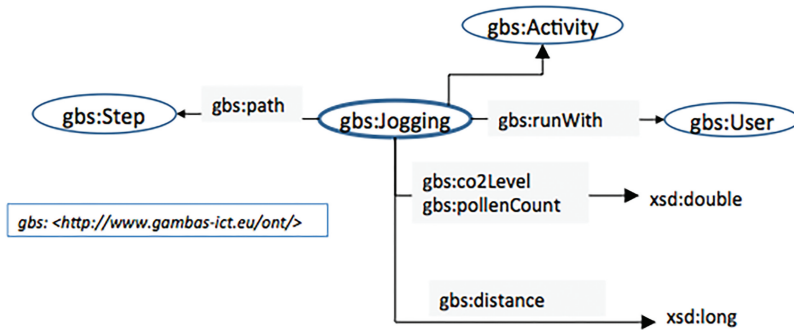 gbs:Activity
gbs:Step
gbs:path
gbs:Jogging
gbs:runWith
gbs:User
gbs:co2Level
gbs:pollenCount
xsd:double
gbs: <http://www.gambas-ict.eu/ont/>
gbs:distance
xsd:long